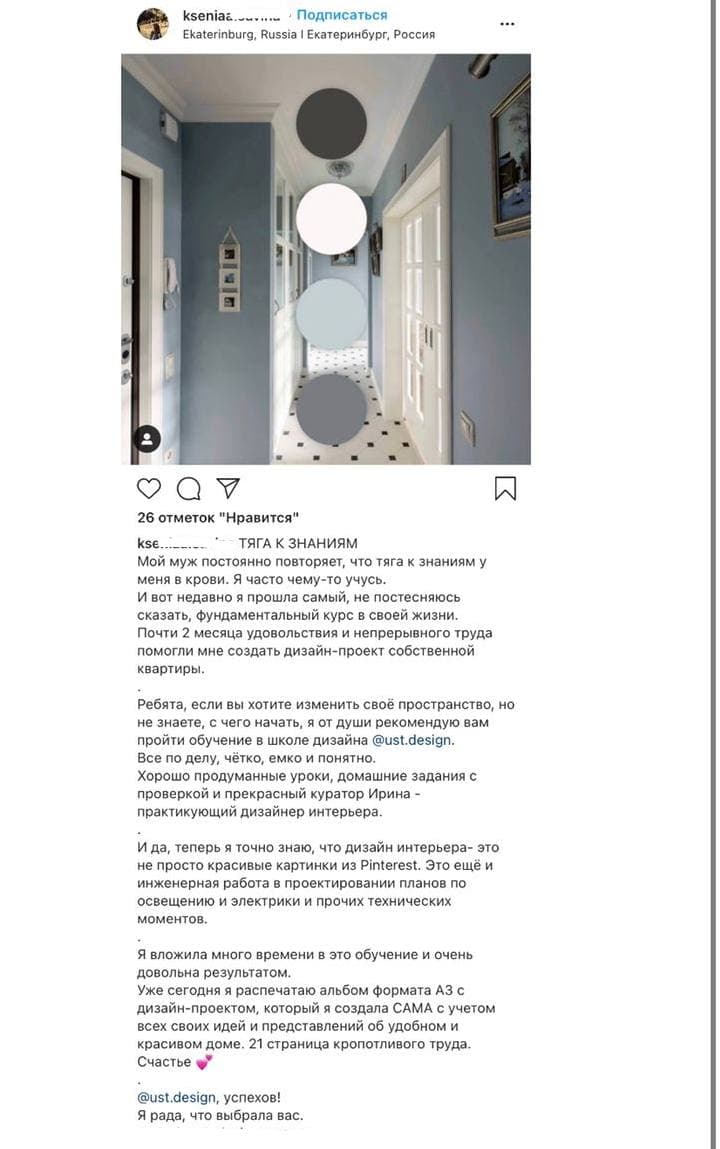 Подписаться
Ekaterinburg, Russia | Екатеринбург, Россия
26 отметок "Нравится"
ТЯГА К ЗНАНИЯМ
Мой муж постоянно повторяет, что тяга к знаниям у
меня в крови. Я часто чему-то учусь.
И вот недавно я прошла самый, не постесняюсь
сказать, фундаментальный курс в своей жизни.
Почти 2 месяца удовольствия и непрерывного труда
помогли мне создать дизайн-проект собственной
квартиры.
.
Ребята, если вы хотите изменить своё пространство, но
не знаете, с чего начать, я от души рекомендую вам
пройти обучение в школе дизайна @ust.design.
Все по делу, чётко, емко и понятно.
Хорошо продуманные уроки, домашние задания с
проверкой и прекрасный куратор Ирина -
практикующий дизайнер интерьера.
.
И да, теперь я точно знаю, что дизайн интерьера- это
не просто красивые картинки из Pinterest. Это ещё и
инженерная работа в проектировании планов по
освещению и электрики и прочих технических
моментов.
.
Я вложила много времени в это обучение и очень
довольна результатом.
Уже сегодня я распечатаю альбом формата А3 с
дизайн-проектом, который я создала САМА с учетом
всех своих идей и представлений об удобном и
красивом доме. 21 страница кропотливого труда.
Счастье 💕
.
@ust.design, успехов!
Я рада, что выбрала вас.